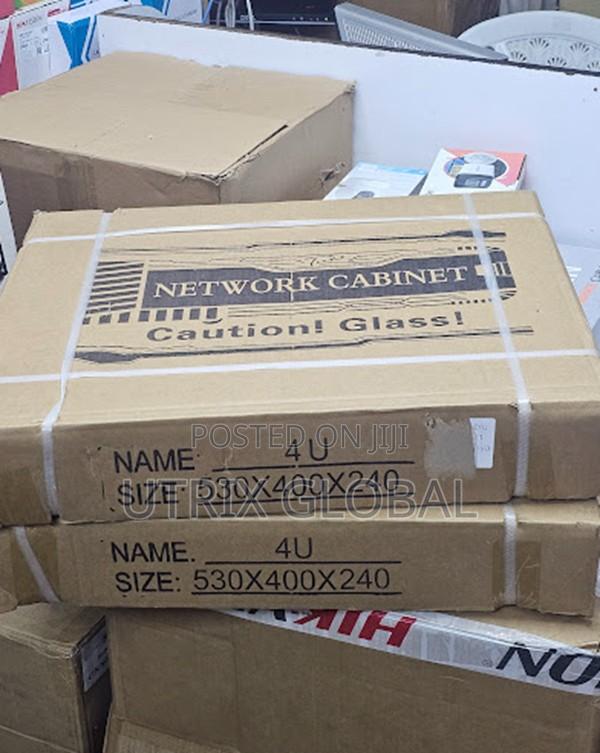 NETWORK CABINET
Caution! Glass!
POSTED ON JIJI
NAME 4U
SIZE: 530X400X240
UTRIX GLOBAL
NAME. 4U
SIZE: 530X400X240
HIK